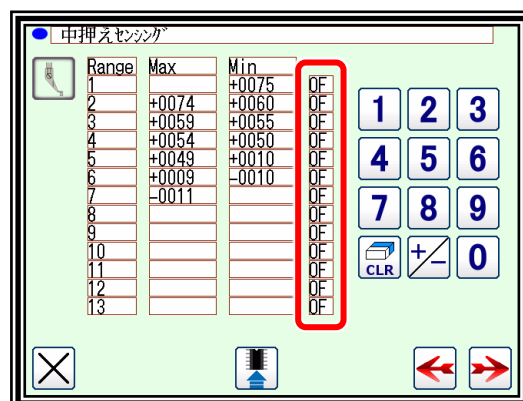 中押えセンシング
Range Max Min
1 +0075 OF
2 +0074 +0060 OF
3 +0059 +0055 OF
4 +0054 +0050 OF
5 +0049 +0010 OF
6 +0009 -0010 OF
7 -0011 OF
8 OF
9 OF
10 OF
11 OF
12 OF
13 OF
1 2 3
4 5 6
7 8 9
CLR +/- 0